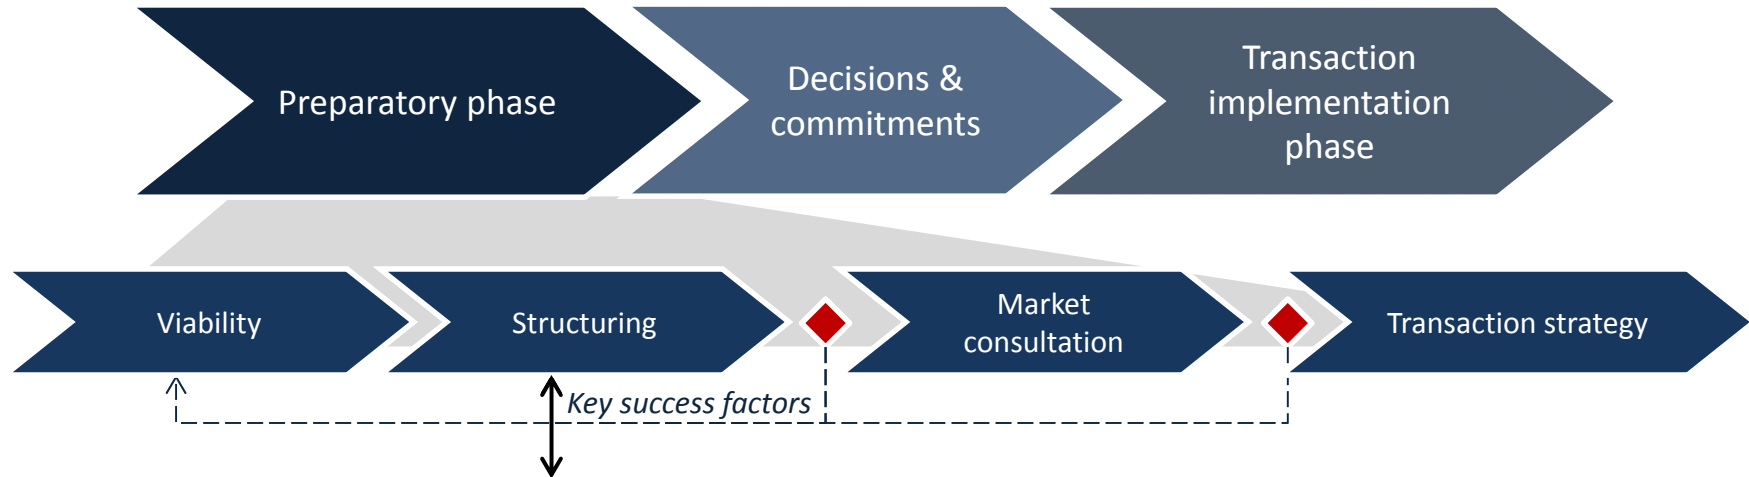 Preparatory phase
Decisions &
commitments
Transaction
implementation
phase
Viability
Structuring
Market
consultation
Transaction strategy
Key success factors